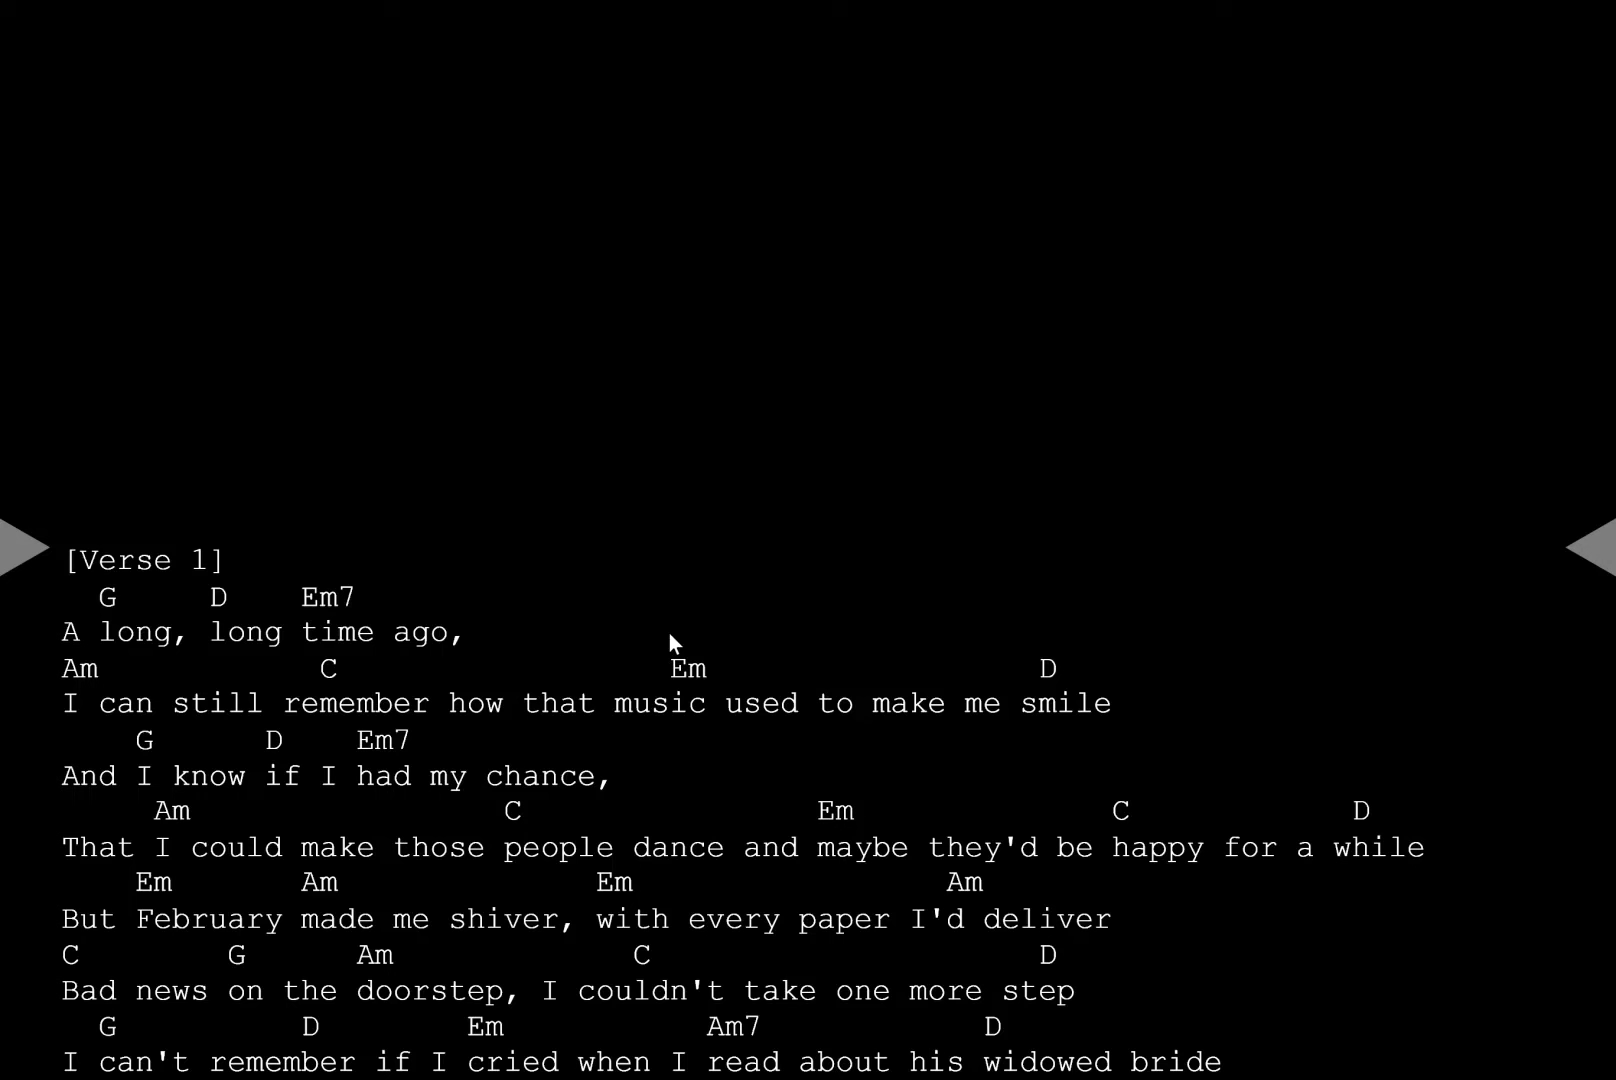 [Verse 1]
  G     D    Em7
A long, long time ago,
Am            C                  Em                  D
I can still remember how that music used to make me smile
    G      D    Em7
And I know if I had my chance,
     Am                 C                Em              C            D
That I could make those people dance and maybe they'd be happy for a while
    Em       Am              Em                 Am
But February made me shiver, with every paper I'd deliver
C        G      Am             C                     D
Bad news on the doorstep, I couldn't take one more step
  G          D        Em           Am7            D
I can't remember if I cried when I read about his widowed bride